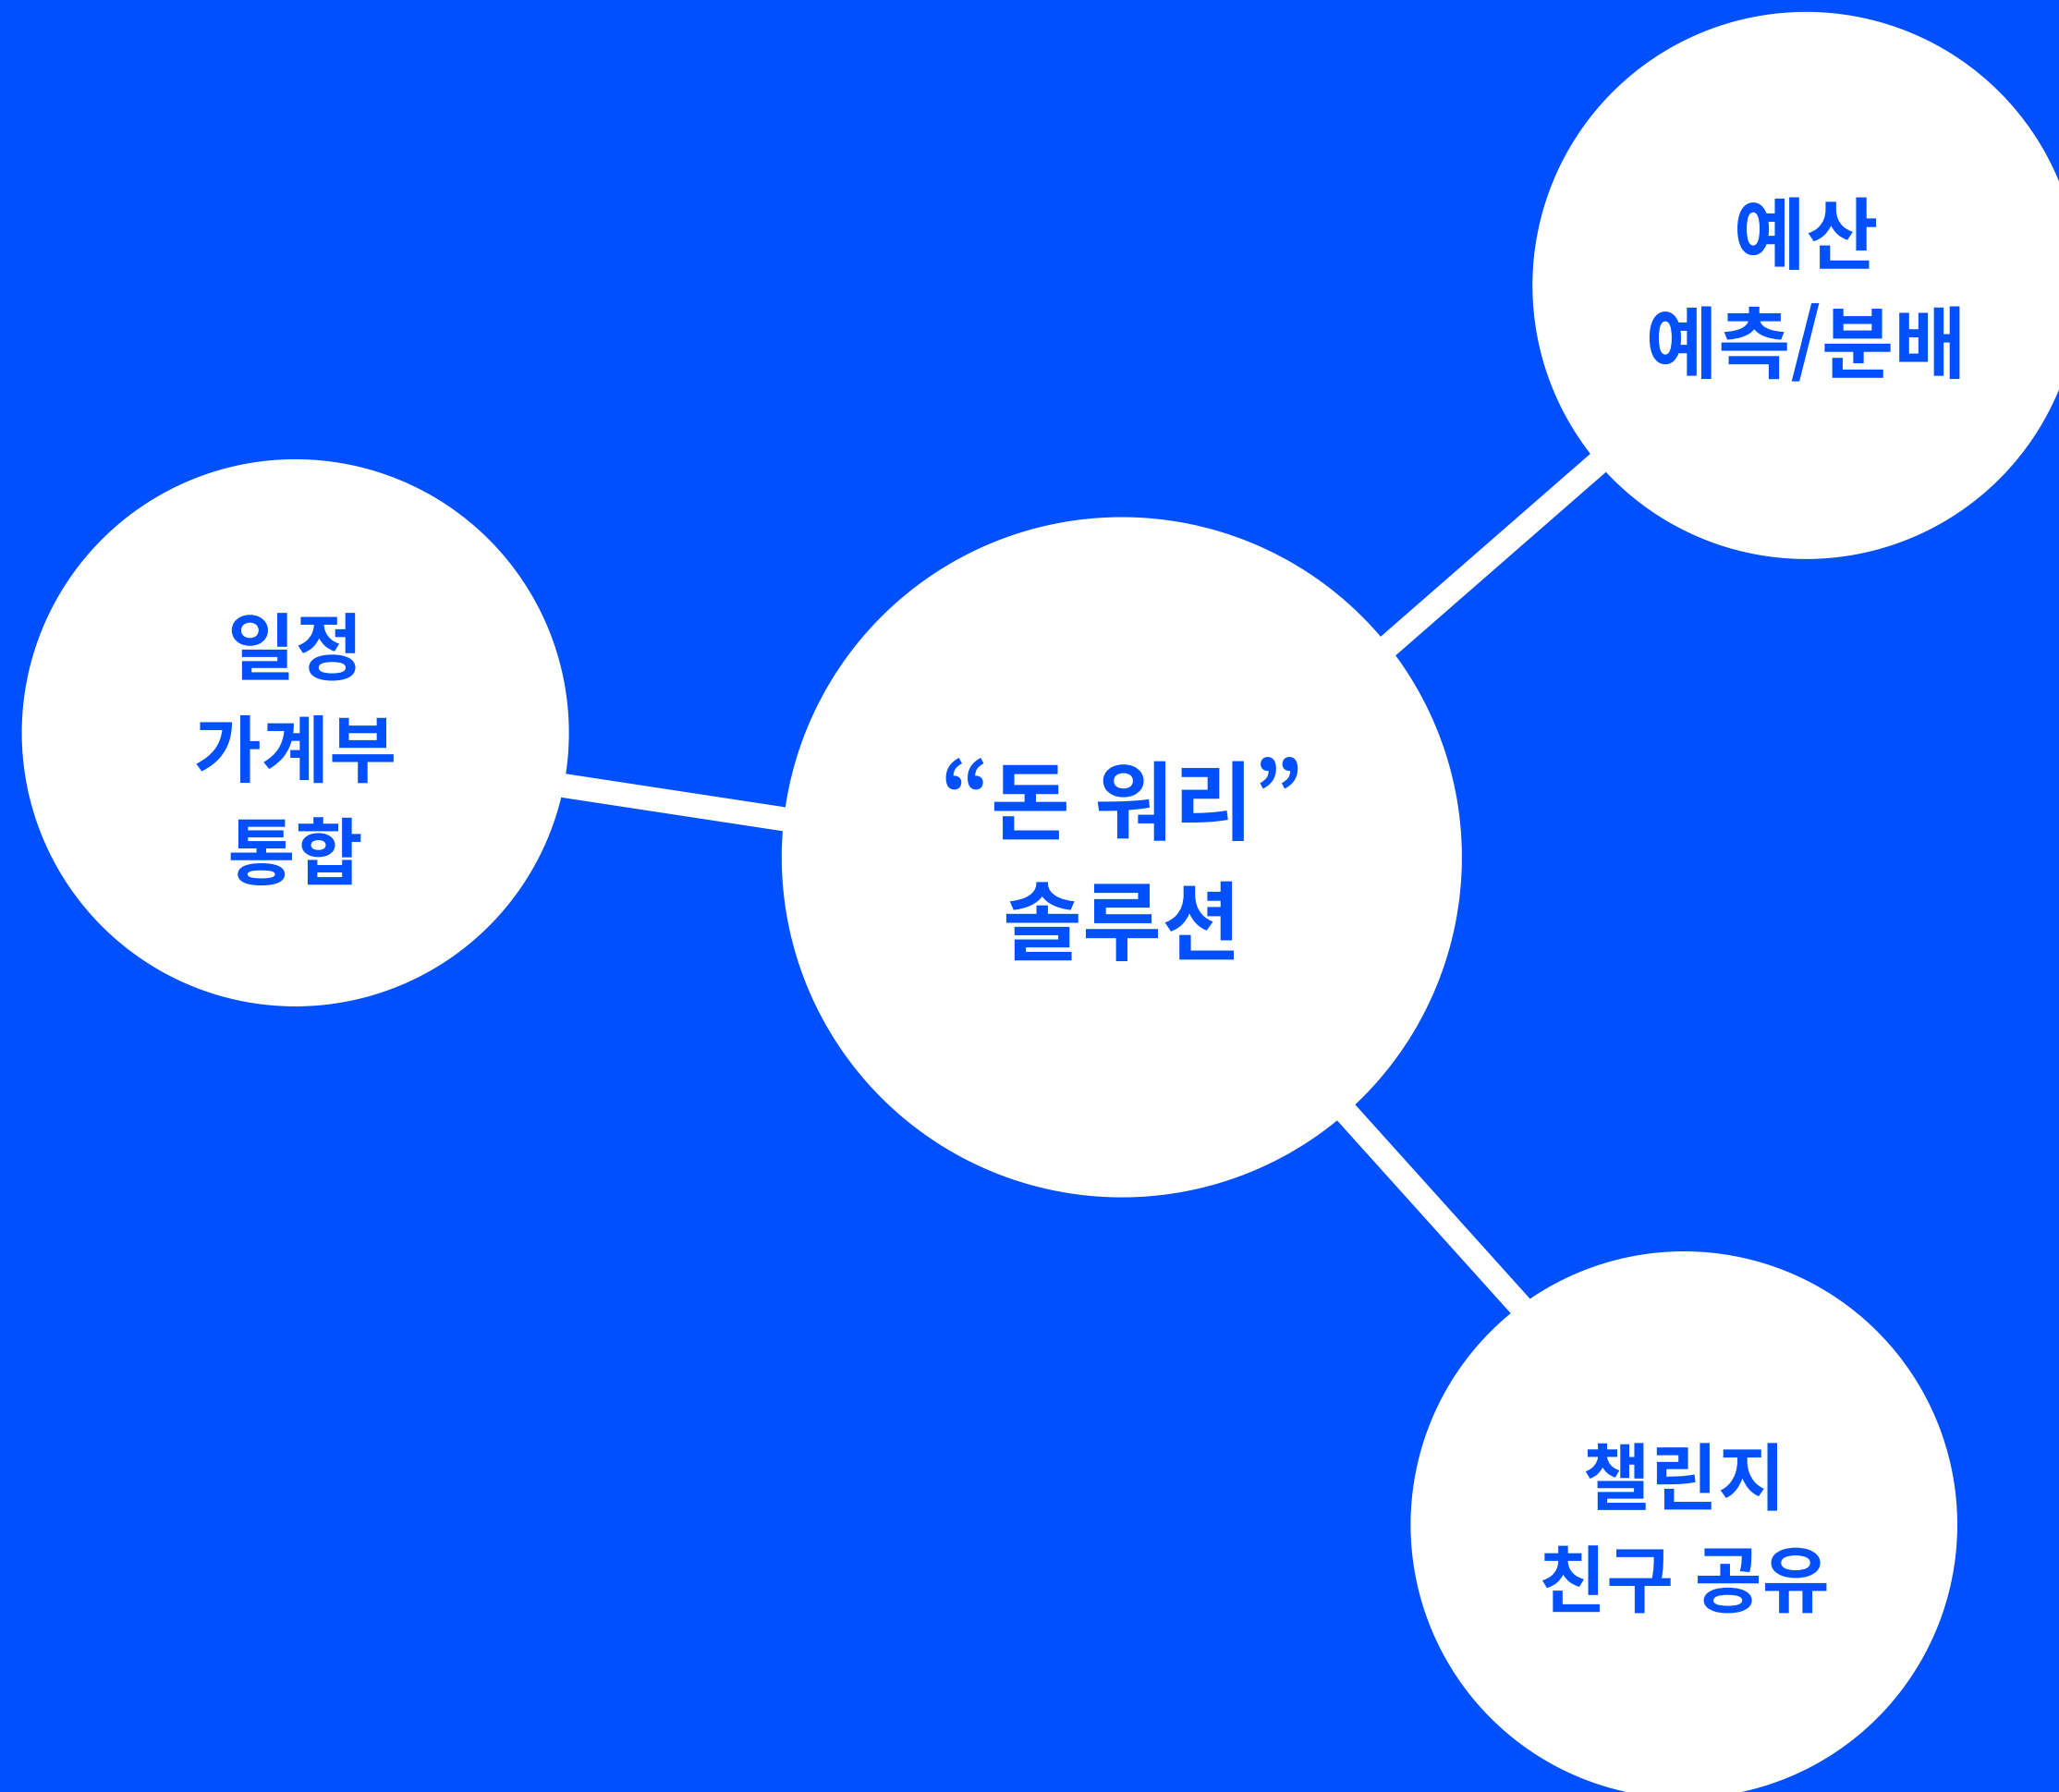 예산
예측/분배
일정
가계부
통합
“돈 워리”
솔루션
챌린지
친구 공유